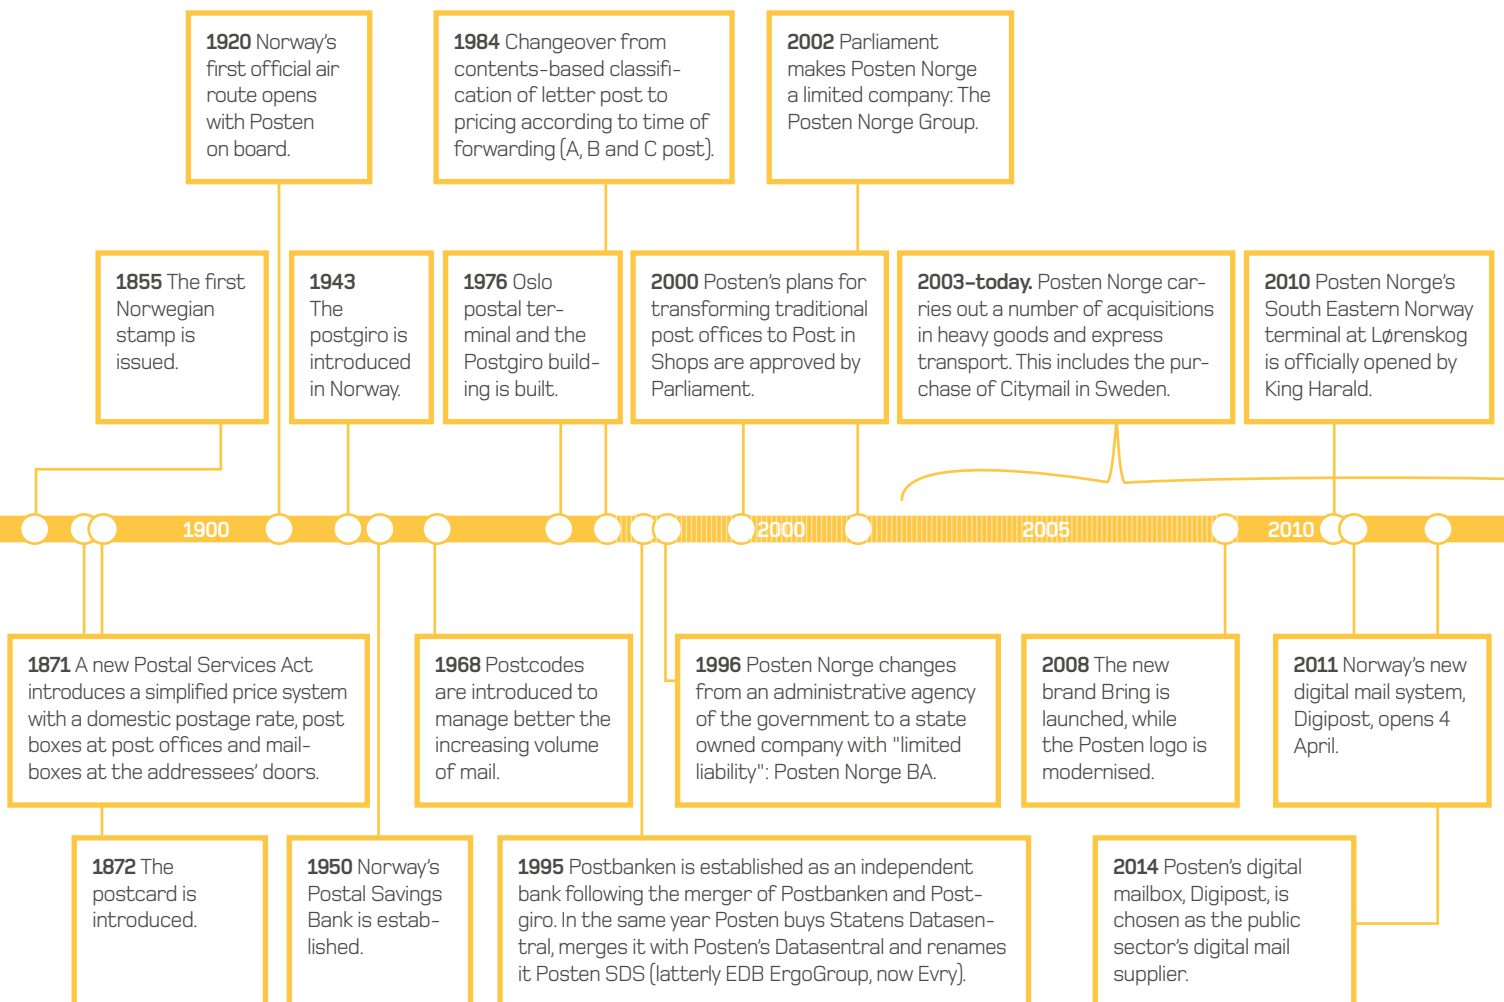 1920 Norway's
first official air
route opens
with Posten
on board.
1984 Changeover from
contents-based classifi-
cation of letter post to
pricing according to time of
forwarding (A, B and C post).
2002 Parliament
makes Posten Norge
a limited company: The
Posten Norge Group.
1855 The first
Norwegian
stamp is
issued.
1943
The
postgiro is
introduced
in Norway.
1976 Oslo
postal ter-
minal and the
Postgiro build-
ing is built.
2000 Posten's plans for
transforming traditional
post offices to Post in
Shops are approved by
Parliament.
2003–today. Posten Norge car-
ries out a number of acquisitions
in heavy goods and express
transport. This includes the pur-
chase of Citymail in Sweden.
2010 Posten Norge's
South Eastern Norway
terminal at Lørenskog
is officially opened by
King Harald.
1900
2000
2005
2010
1871 A new Postal Services Act
introduces a simplified price system
with a domestic postage rate, post
boxes at post offices and mail-
boxes at the addressees' doors.
1968 Postcodes
are introduced to
manage better the
increasing volume
of mail.
1996 Posten Norge changes
from an administrative agency
of the government to a state
owned company with "limited
liability": Posten Norge BA.
2008 The new
brand Bring is
launched, while
the Posten logo is
modernised.
2011 Norway's new
digital mail system,
Digipost, opens 4
April.
1872 The
postcard is
introduced.
1950 Norway's
Postal Savings
Bank is estab-
lished.
1995 Postbanken is established as an independent
bank following the merger of Postbanken and Post-
giro. In the same year Posten buys Statens Datasen-
tral, merges it with Posten's Datasentral and renames
it Posten SDS (latterly EDB ErgoGroup, now Evry).
2014 Posten's digital
mailbox, Digipost, is
chosen as the public
sector's digital mail
supplier.